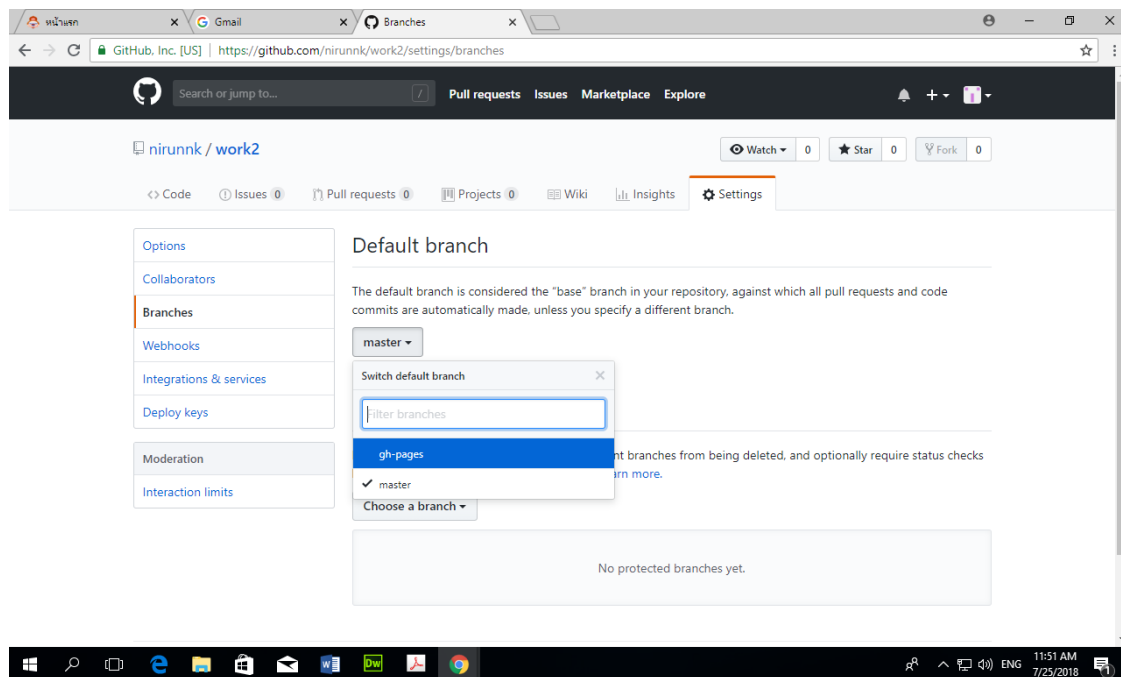 หน้าแรก
Gmail
Branches
GitHub, Inc. [US] | https://github.com/nirunnk/work2/settings/branches
Search or jump to...
/
Pull requests Issues Marketplace Explore
nirunnk / work2
Watch 0
Star 0
Fork 0
Code
Issues 0
Pull requests 0
Projects 0
Wiki
Insights
Settings
Options
Collaborators
Branches
Webhooks
Integrations & services
Deploy keys
Moderation
Interaction limits
Default branch
The default branch is considered the “base” branch in your repository, against which all pull requests and code
commits are automatically made, unless you specify a different branch.
master
Switch default branch
Filter branches
gh-pages
master
nt branches from being deleted, and optionally require status checks
rn more.
Choose a branch
No protected branches yet.
Dw
ENG
11:51 AM
7/25/2018
1